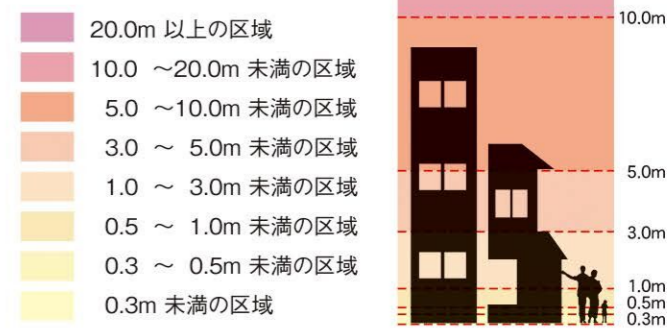 20.0m 以上の区域
10.0 ～20.0m 未満の区域
5.0 ～10.0m 未満の区域
3.0 ～ 5.0m 未満の区域
1.0 ～ 3.0m 未満の区域
0.5 ～ 1.0m 未満の区域
0.3 ～ 0.5m 未満の区域
0.3m 未満の区域
10.0m
5.0m
3.0m
1.0m
0.5m
0.3m